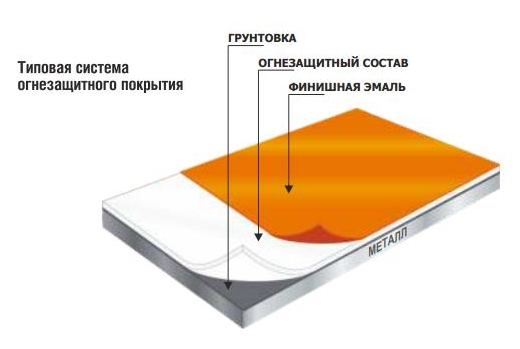 ГРУНТОВКА
ОГНЕЗАЩИТНЫЙ СОСТАВ
Типовая система
огнезащитного покрытия
ФИНИШНАЯ ЭМАЛЬ
МЕТАЛЛ